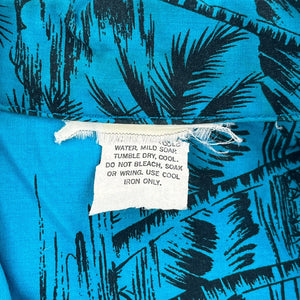 WATER, MILD SOAP,
TUMBLE DRY, COOL.
DO NOT BLEACH, SOAK
OR WRING. USE COOL
IRON ONLY.